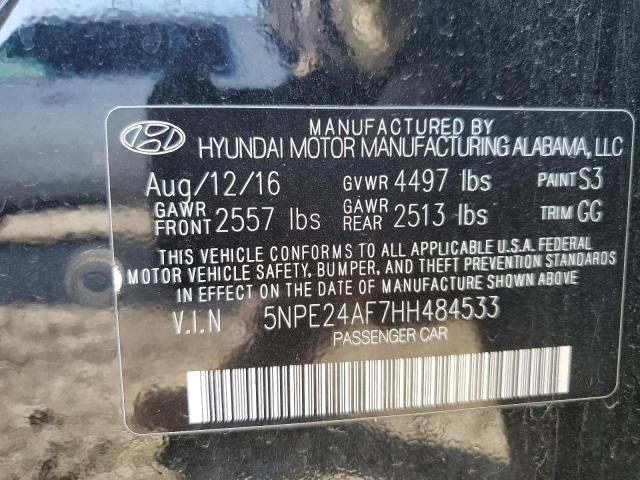 MANUFACTURED BY
HYUNDAI MOTOR MANUFACTURING ALABAMA, LLC
Aug/12/16 GVWR 4497 lbs PAINT S3
GAWR FRONT 2557 lbs GAWR REAR 2513 lbs TRIM GG
THIS VEHICLE CONFORMS TO ALL APPLICABLE U.S.A. FEDERAL
MOTOR VEHICLE SAFETY, BUMPER, AND THEFT PREVENTION STANDARDS
IN EFFECT ON THE DATE OF MANUFACTURE SHOWN ABOVE
V.I.N 5NPE24AF7HH484533
PASSENGER CAR